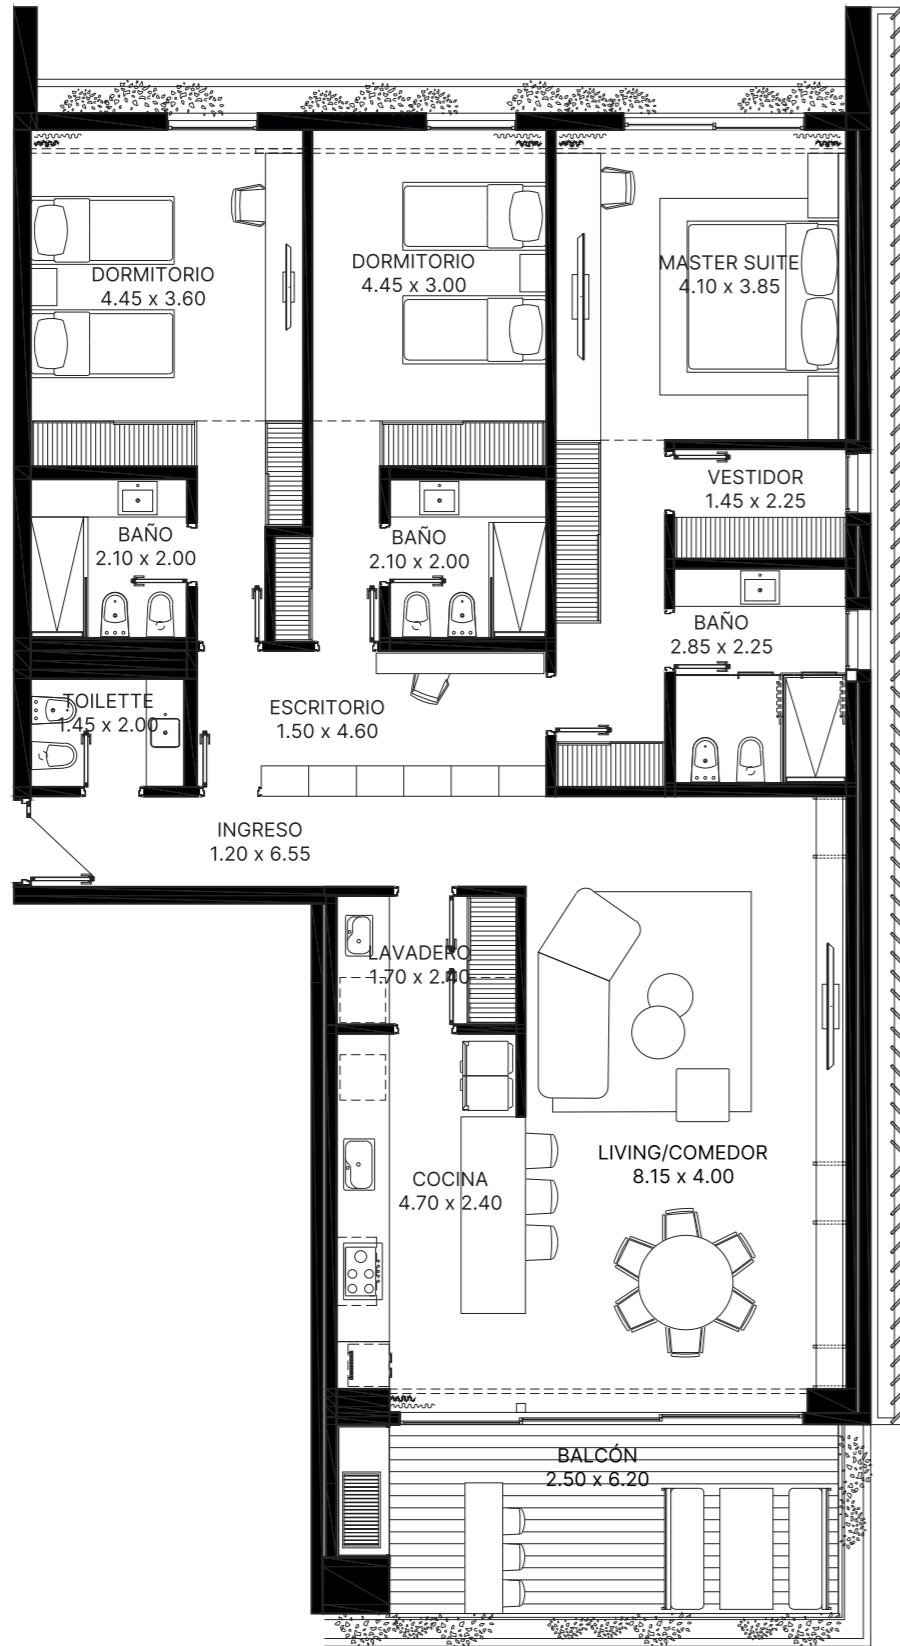 DORMITORIO
4.45 x 3.60
DORMITORIO
4.45 x 3.00
MASTER SUITE
4.10 x 3.85
VESTIDOR
1.45 x 2.25
BAÑO
2.10 x 2.00
BAÑO
2.10 x 2.00
BAÑO
2.85 x 2.25
TOILETTE
1.45 x 2.00
ESCRITORIO
1.50 x 4.60
INGRESO
1.20 x 6.55
LAVADERO
1.70 x 2.40
LIVING/COMEDOR
8.15 x 4.00
COCINA
4.70 x 2.40
BALCÓN
2.50 x 6.20